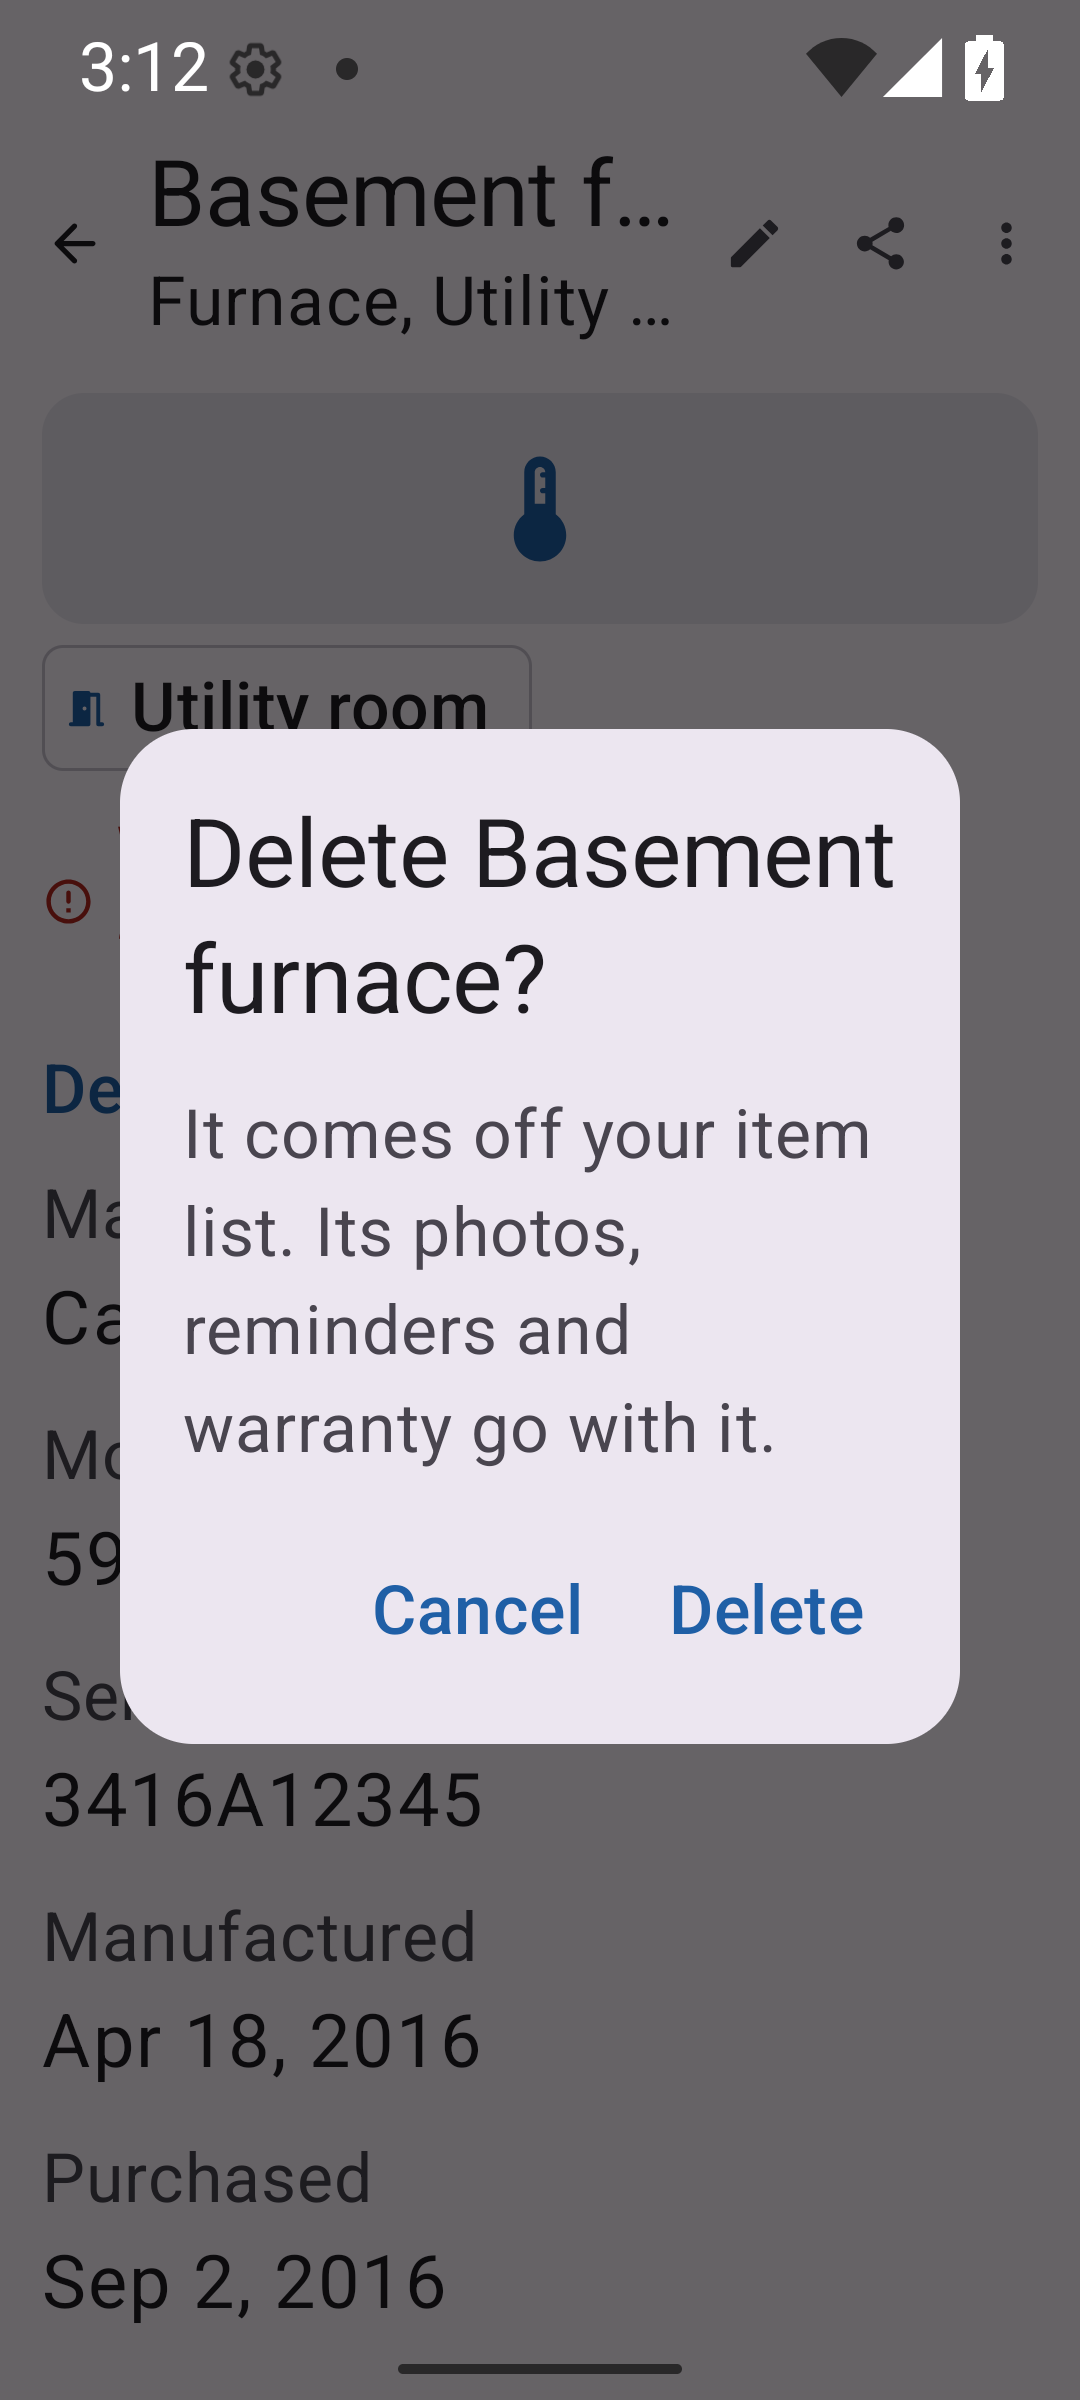 3:12
Basement f…
Furnace, Utility …
Utility room
Delete Basement
furnace?
It comes off your item
list. Its photos,
reminders and
warranty go with it.
Cancel Delete
3416A12345
Manufactured
Apr 18, 2016
Purchased
Sep 2, 2016